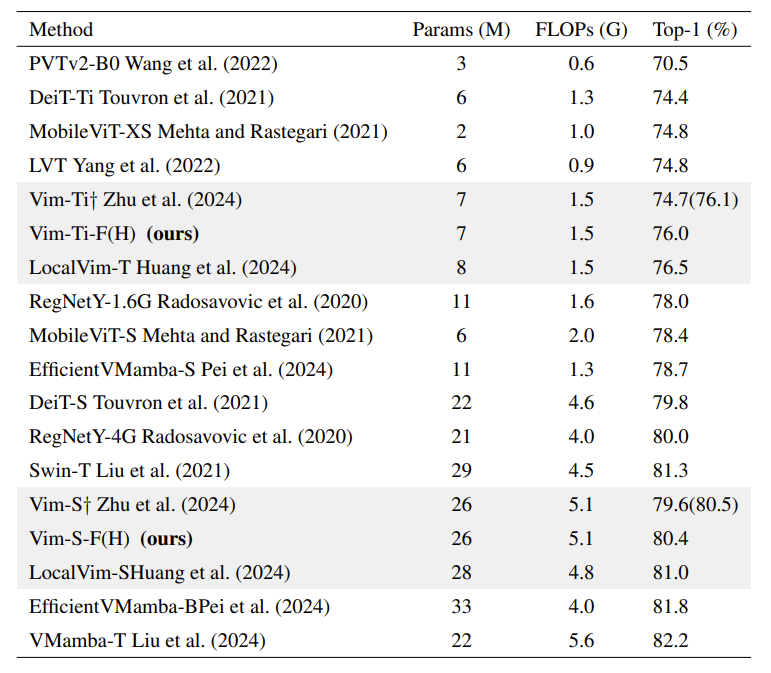 Method Params (M) FLOPs (G) Top-1 (%)
PVTv2-B0 Wang et al. (2022) 3 0.6 70.5
DeiT-Ti Touvron et al. (2021) 6 1.3 74.4
MobileViT-XS Mehta and Rastegari (2021) 2 1.0 74.8
LVT Yang et al. (2022) 6 0.9 74.8
Vim-Ti† Zhu et al. (2024) 7 1.5 74.7(76.1)
Vim-Ti-F(H) (ours) 7 1.5 76.0
LocalVim-T Huang et al. (2024) 8 1.5 76.5
RegNetY-1.6G Radosavovic et al. (2020) 11 1.6 78.0
MobileViT-S Mehta and Rastegari (2021) 6 2.0 78.4
EfficientVMamba-S Pei et al. (2024) 11 1.3 78.7
DeiT-S Touvron et al. (2021) 22 4.6 79.8
RegNetY-4G Radosavovic et al. (2020) 21 4.0 80.0
Swin-T Liu et al. (2021) 29 4.5 81.3
Vim-S† Zhu et al. (2024) 26 5.1 79.6(80.5)
Vim-S-F(H) (ours) 26 5.1 80.4
LocalVim-SHuang et al. (2024) 28 4.8 81.0
EfficientVMamba-BPei et al. (2024) 33 4.0 81.8
VMamba-T Liu et al. (2024) 22 5.6 82.2